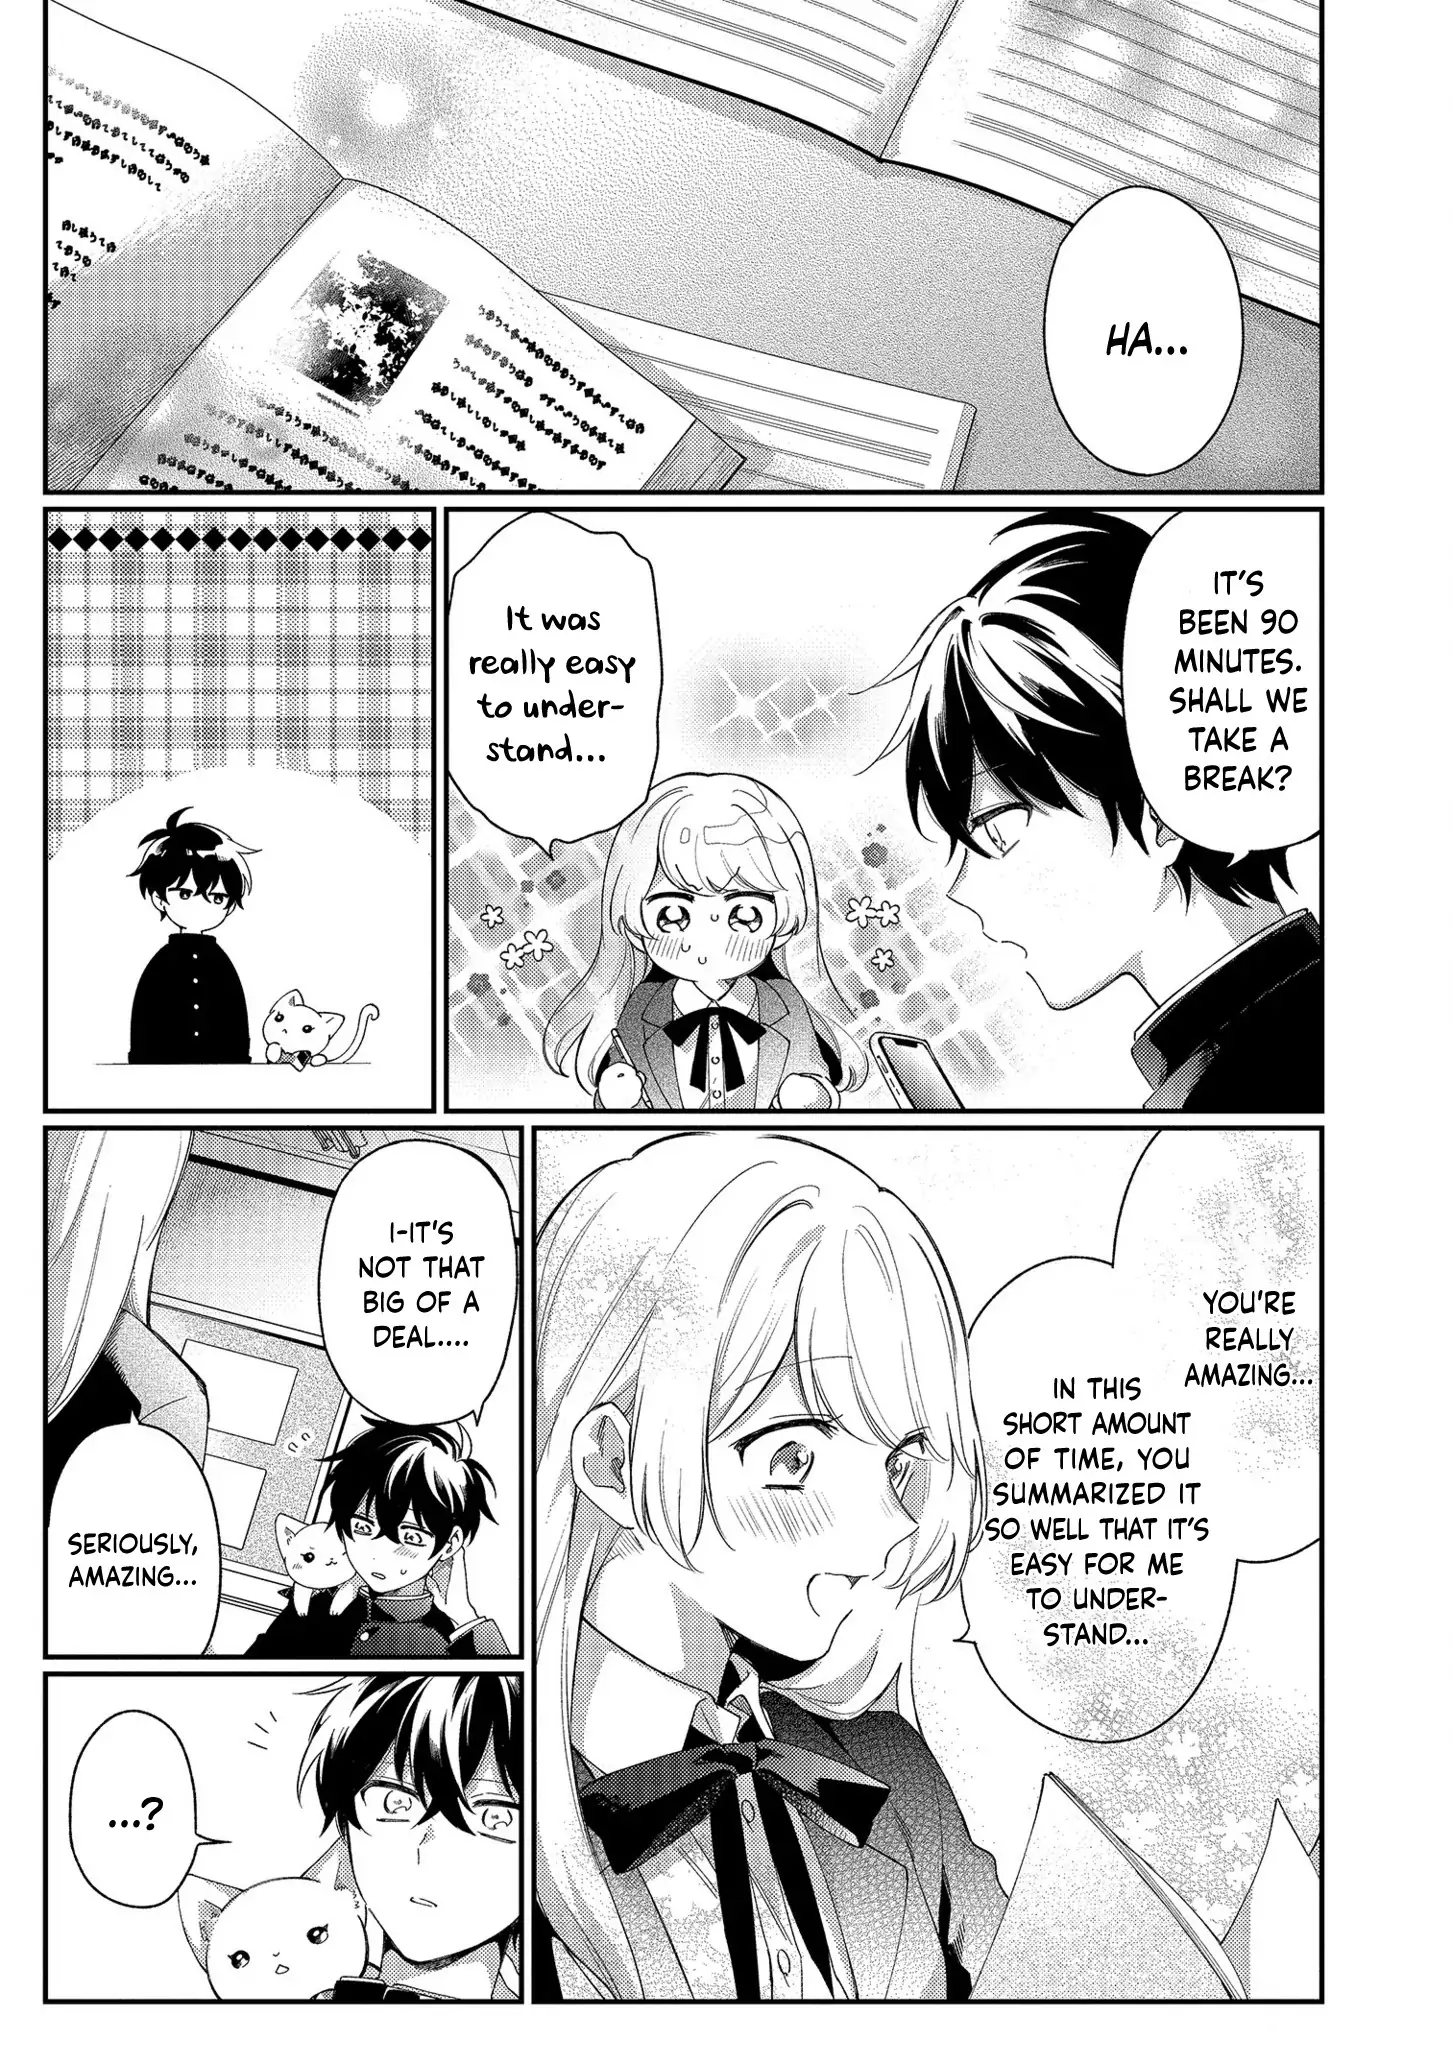 HA...
IT'S
BEEN 90
MINUTES.
SHALL WE
TAKE A
BREAK?
It was
really easy
to under-
stand...
YOU'RE
REALLY
AMAZING...
IN THIS
SHORT AMOUNT
OF TIME, YOU
SUMMARIZED IT
SO WELL THAT IT'S
EASY FOR ME
TO UNDER-
STAND...
I-IT'S
NOT THAT
BIG OF A
DEAL....
SERIOUSLY,
AMAZING...
...?